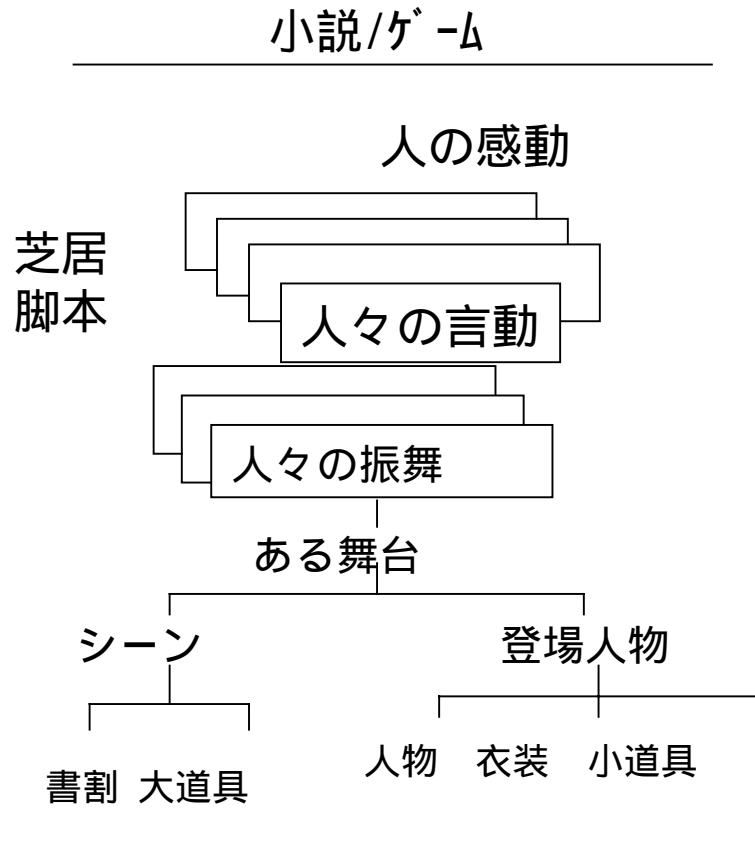 小説/ｹﾞｰﾑ
人の感動
芝居
脚本
人々の言動
人々の振舞
ある舞台
シーン
登場人物
書割 大道具
人物 衣装 小道具